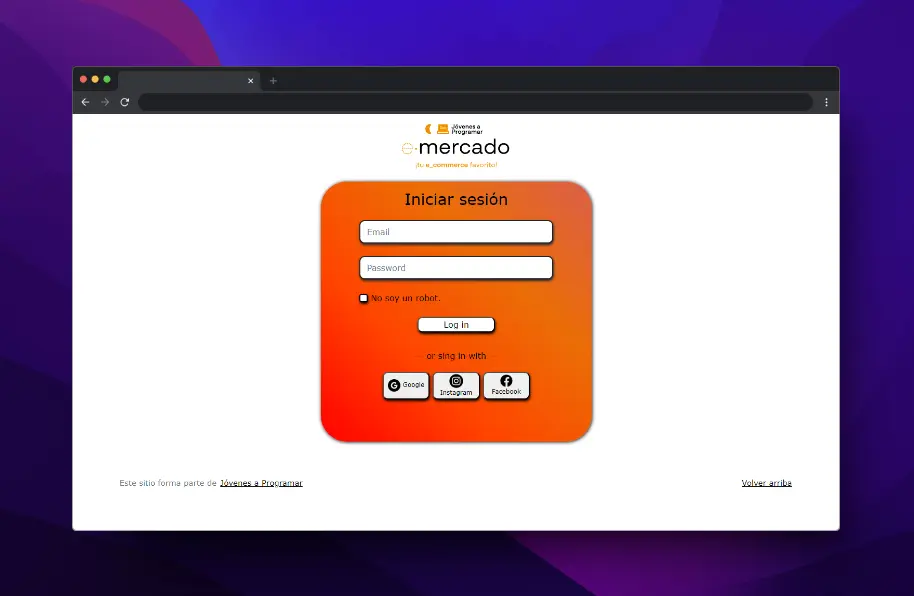 Jóvenes a
Programar
e-mercado
¡tu e_commerce favorito!
Iniciar sesión
Email
Password
No soy un robot.
Log in
or sing in with
Google
Instagram
Facebook
Este sitio forma parte de Jóvenes a Programar
Volver arriba